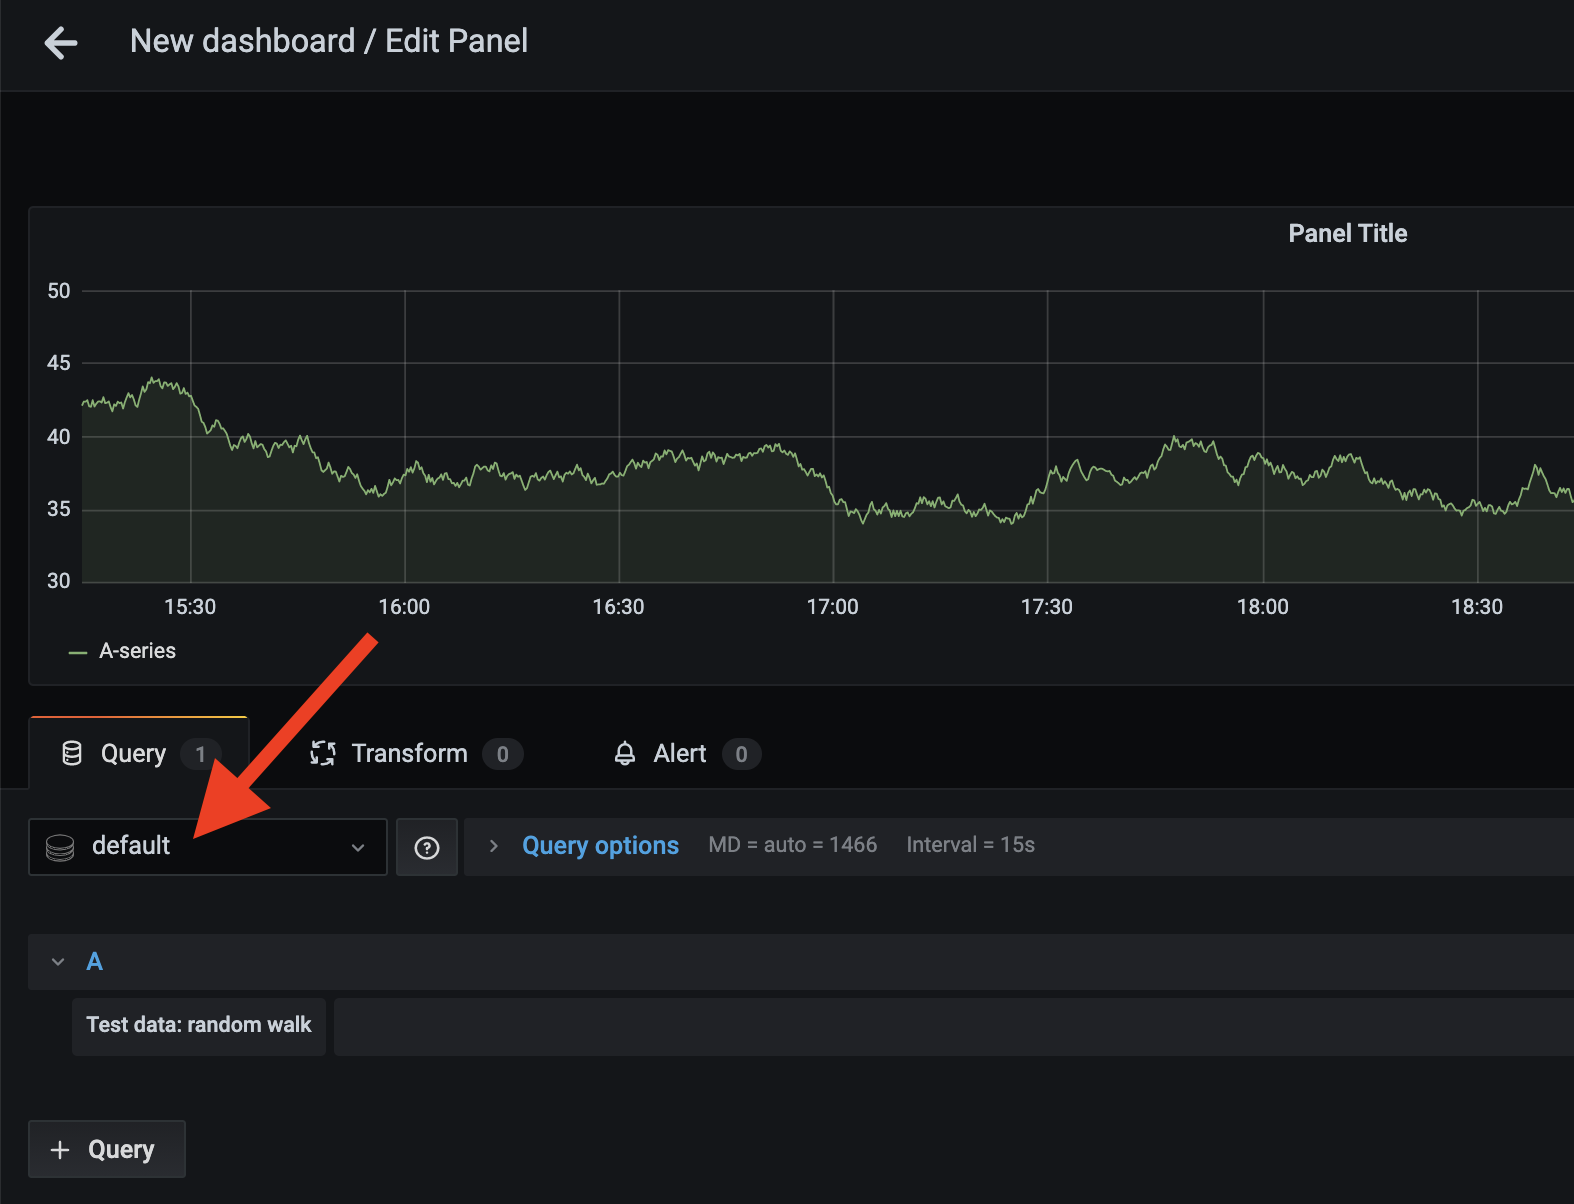 New dashboard / Edit Panel
Panel Title
50
45
40
35
30
15:30 16:00 16:30 17:00 17:30 18:00 18:30
A-series
Query 1 Transform 0 Alert 0
default ? Query options MD = auto = 1466 Interval = 15s
A
Test data: random walk
+ Query